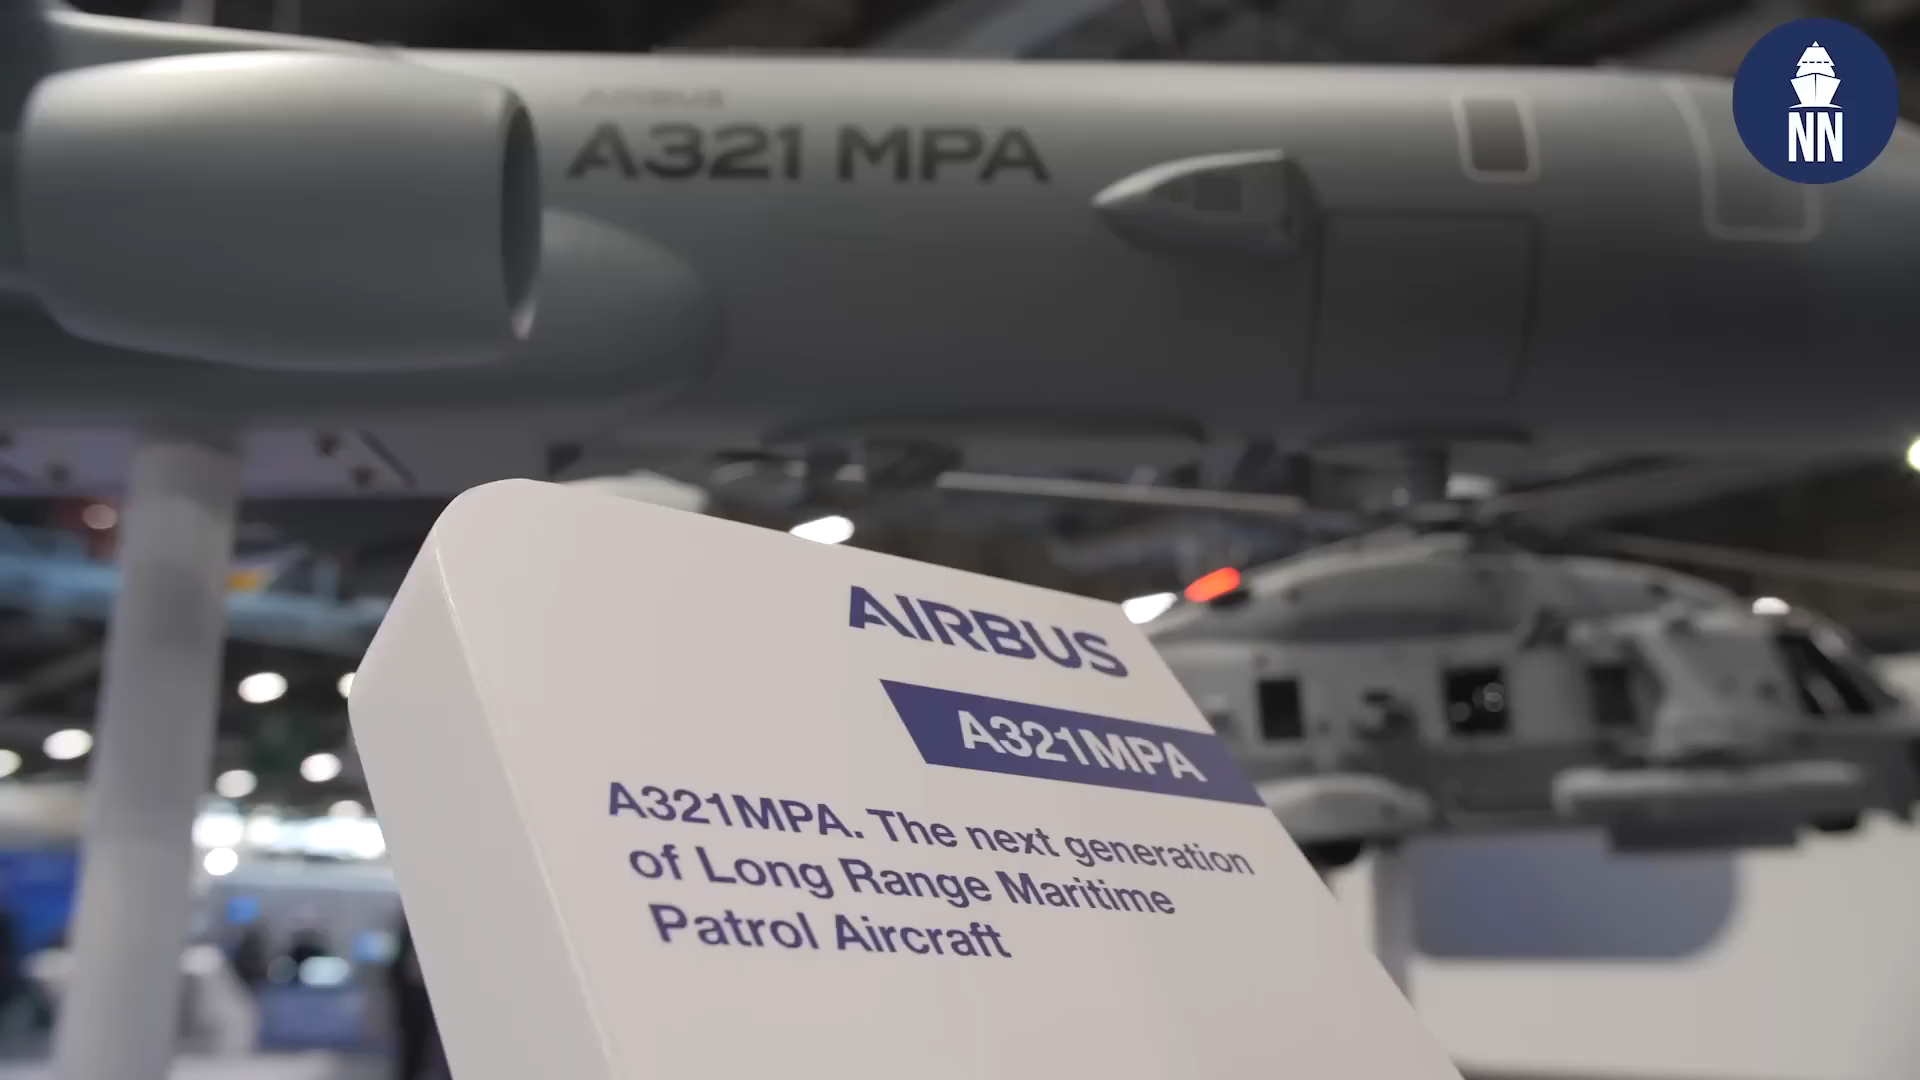 AIRBUS
A321 MPA
NN
AIRBUS
A321MPA
A321MPA. The next generation
of Long Range Maritime
Patrol Aircraft